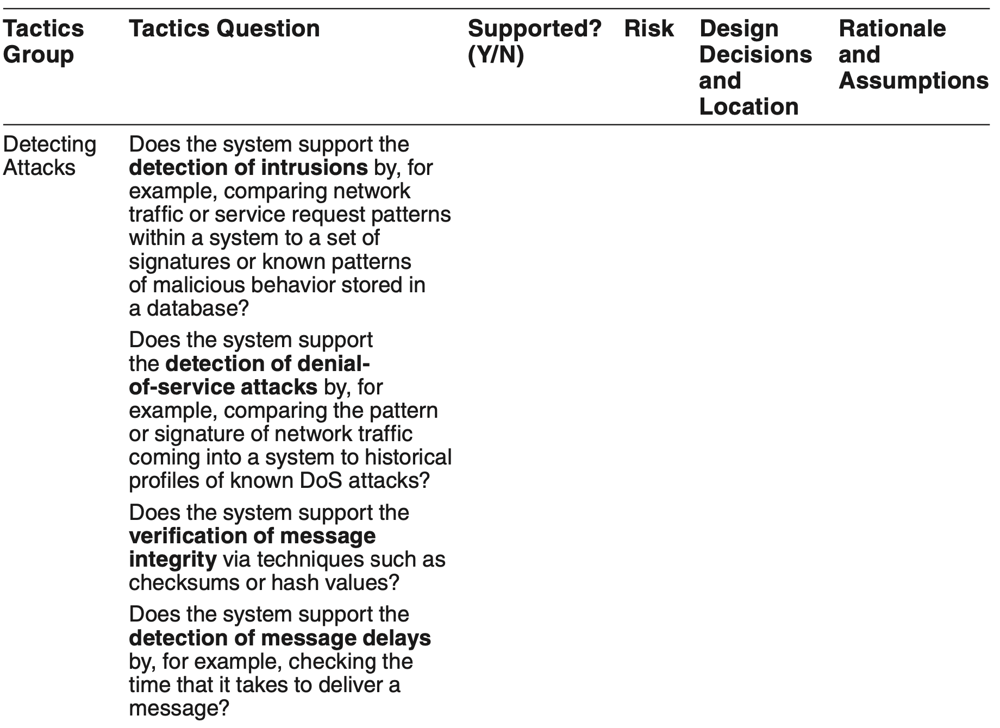 Tactics Group
Tactics Question
Supported? (Y/N)
Risk
Design Decisions and Location
Rationale and Assumptions
Detecting Attacks
Does the system support the
detection of intrusions by, for
example, comparing network
traffic or service request patterns
within a system to a set of
signatures or known patterns
of malicious behavior stored in
a database?
Does the system support
the detection of denial-
of-service attacks by, for
example, comparing the pattern
or signature of network traffic
coming into a system to historical
profiles of known DoS attacks?
Does the system support the
verification of message
integrity via techniques such as
checksums or hash values?
Does the system support the
detection of message delays
by, for example, checking the
time that it takes to deliver a
message?